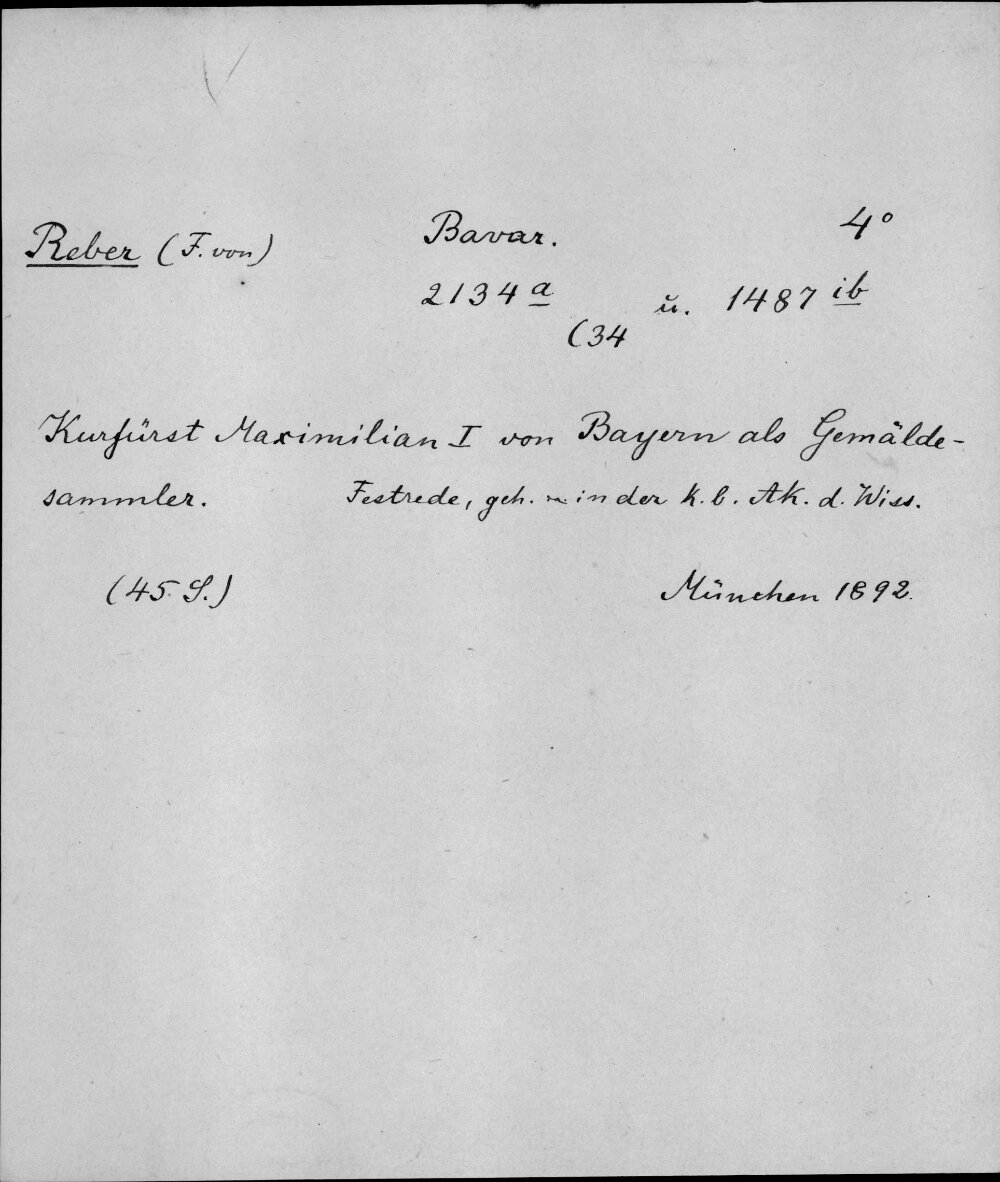 Reber (F. von) Bavar. 4°
2134 a (34 u. 1487 ib
Kurfürst Maximilian I von Bayern als Gemälde-
sammler. Festrede, geh. in der k. b. Ak. d. Wiss.
(45 S.) München 1892.